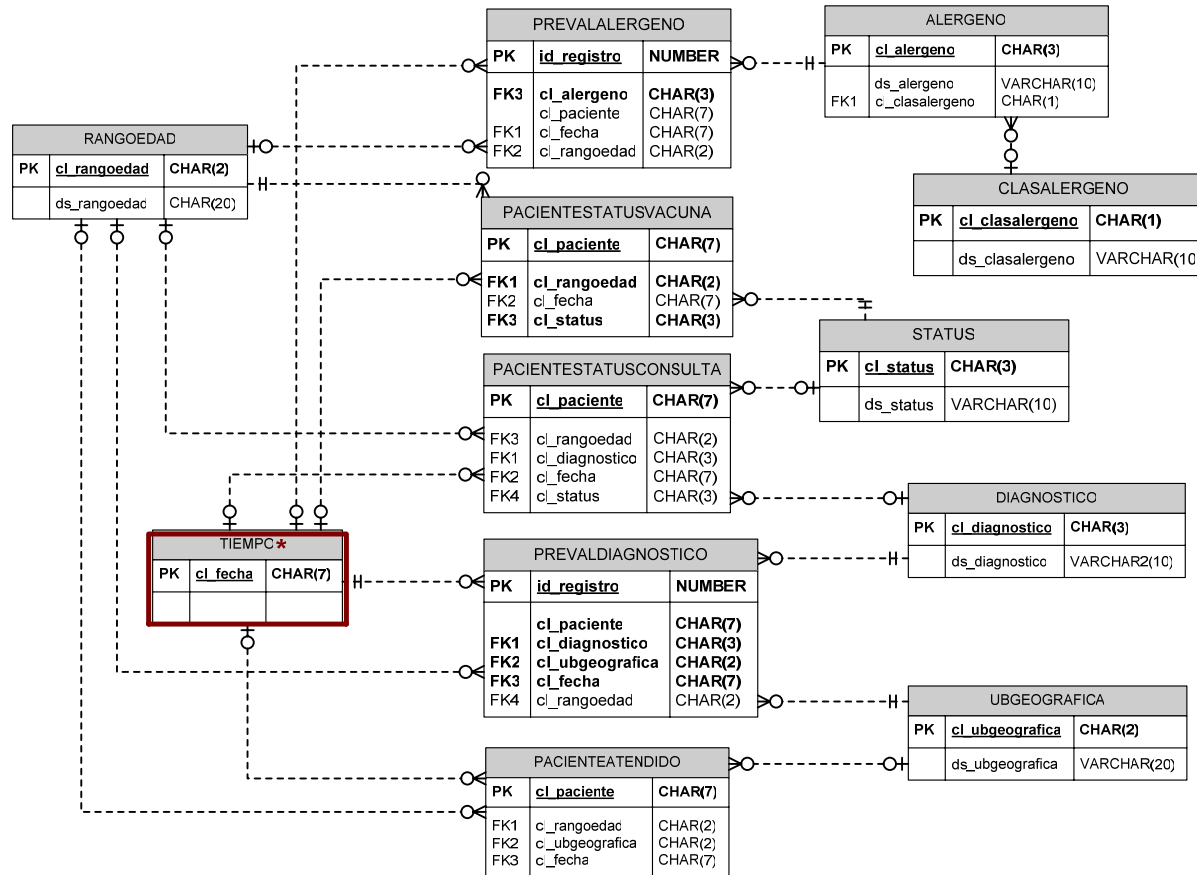 PREVALALERGENO
PK id_registro NUMBER
FK3 cl_alergeno CHAR(3)
cl_paciente CHAR(7)
FK1 cl_fecha CHAR(7)
FK2 cl_rangoedad CHAR(2)
ALERGENO
PK cl_alergeno CHAR(3)
ds_alergeno VARCHAR(10)
FK1 cl_clasalergeno CHAR(1)
RANGOEDAD
PK cl_rangoedad CHAR(2)
ds_rangoedad CHAR(20)
CLASALERGENO
PK cl_clasalergeno CHAR(1)
ds_clasalergeno VARCHAR(10
PACIENTESTATUSVACUNA
PK cl_paciente CHAR(7)
FK1 cl_rangoedad CHAR(2)
FK2 cl_fecha CHAR(7)
FK3 cl_status CHAR(3)
STATUS
PK cl_status CHAR(3)
ds_status VARCHAR(10)
PACIENTESTATUSCONSULTA
PK cl_paciente CHAR(7)
FK3 cl_rangoedad CHAR(2)
FK1 cl_diagnostico CHAR(3)
FK2 cl_fecha CHAR(7)
FK4 cl_status CHAR(3)
DIAGNOSTICO
PK cl_diagnostico CHAR(3)
ds_diagnostico VARCHAR2(10)
TIEMPO*
PK cl_fecha CHAR(7)
PREVALDIAGNOSTICO
PK id_registro NUMBER
cl_paciente CHAR(7)
FK1 cl_diagnostico CHAR(3)
FK2 cl_ubgeografica CHAR(2)
FK3 cl_fecha CHAR(7)
FK4 cl_rangoedad CHAR(2)
UBGEOGRAFICA
PK cl_ubgeografica CHAR(2)
ds_ubgeografica VARCHAR(20)
PACIENTEATENDIDO
PK cl_paciente CHAR(7)
FK1 cl_rangoedad CHAR(2)
FK2 cl_ubgeografica CHAR(2)
FK3 cl_fecha CHAR(7)